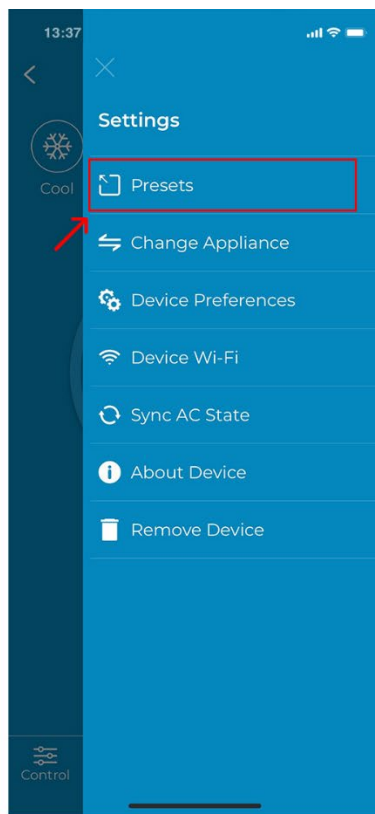 13:37
Settings
Cool
Presets
Change Appliance
Device Preferences
Device Wi-Fi
Sync AC State
About Device
Remove Device
Control